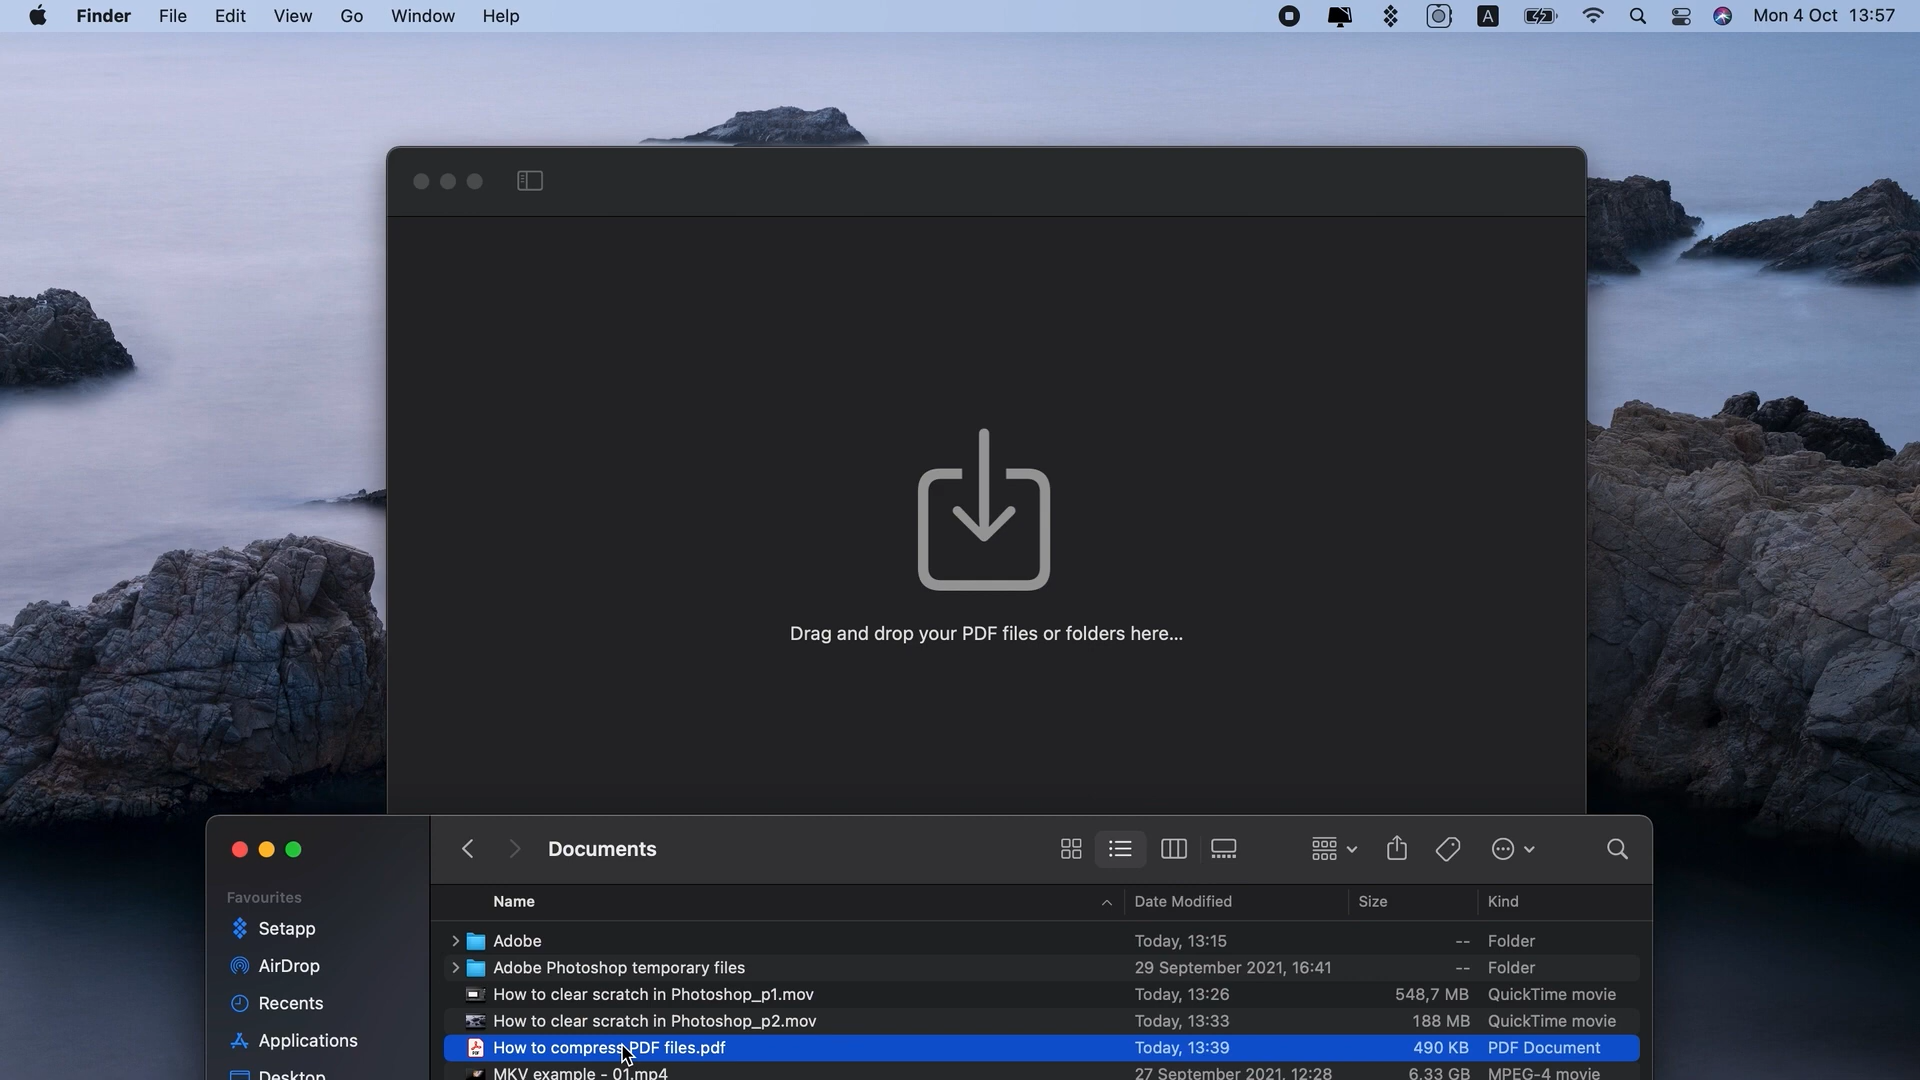 Finder File Edit View Go Window Help A Mon 4 Oct 13:57
Drag and drop your PDF files or folders here...
Documents
Favourites
Setapp
AirDrop
Recents
Applications
Desktop
Name Date Modified Size Kind
Adobe Today, 13:15 -- Folder
Adobe Photoshop temporary files 29 September 2021, 16:41 -- Folder
How to clear scratch in Photoshop_p1.mov Today, 13:26 548,7 MB QuickTime movie
How to clear scratch in Photoshop_p2.mov Today, 13:33 188 MB QuickTime movie
How to compress PDF files.pdf Today, 13:39 490 KB PDF Document
MKV example - 01.mp4 27 September 2021, 12:28 6,33 GB MPEG-4 movie